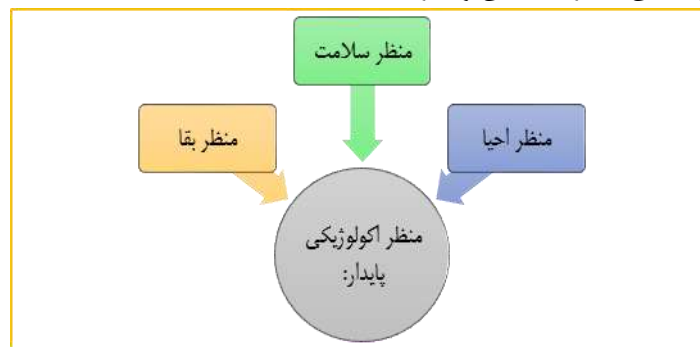 منظر سلامت
منظر احیا
منظر بقا
منظر اکولوژیکی
پایدار: